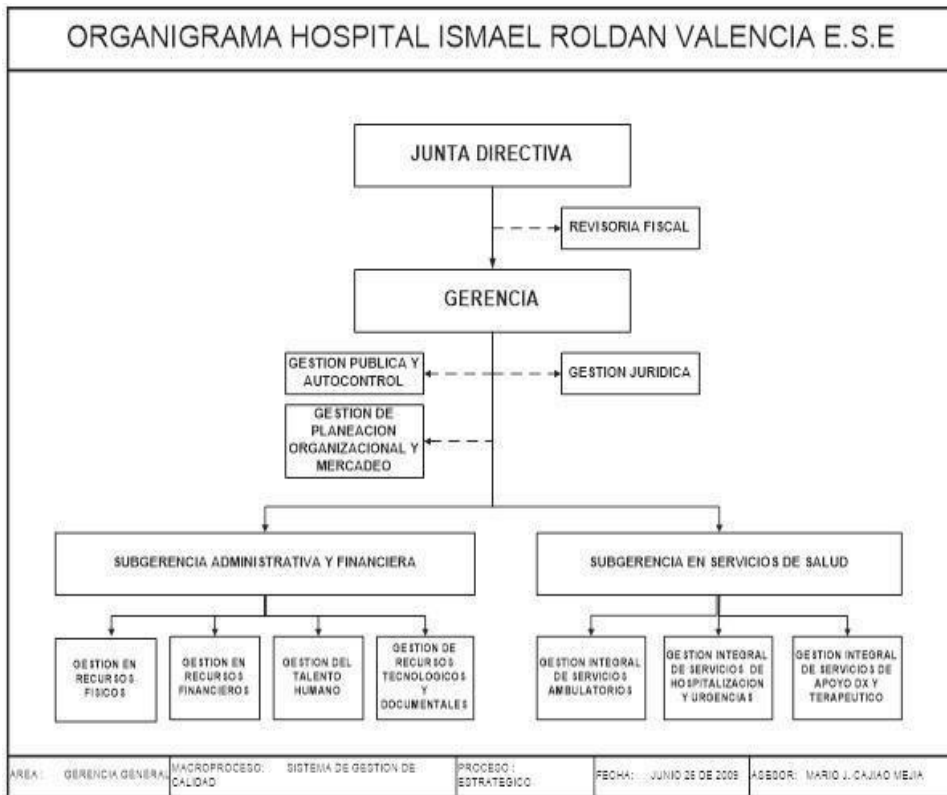 ORGANIGRAMA HOSPITAL ISMAEL ROLDAN VALENCIA E.S.E
JUNTA DIRECTIVA
REVISORIA FISCAL
GERENCIA
GESTION PUBLICA Y
AUTOCONTROL
GESTION JURIDICA
GESTION DE
PLANEACION
ORGANIZACIONAL Y
MERCADEO
SUBGERENCIA ADMINISTRATIVA Y FINANCIERA
SUBGERENCIA EN SERVICIOS DE SALUD
GESTION EN
RECURSOS
FISICOS
GESTION EN
RECURSOS
FINANCIEROS
GESTION DEL
TALENTO
HUMANO
GESTION DE
RECURSOS
TECNOLOGICOS
Y
DOCUMENTALES
GESTION INTEGRAL
DE SERVICIOS
AMBULATORIOS
GESTION INTEGRAL
DE SERVICIOS DE
HOSPITALIZACION
Y URGENCIAS
GESTION INTEGRAL
DE SERVICIOS DE
APOYO DX Y
TERAPEUTICO
AREA: GERENCIA GENERAL
MACROPROCESO: SISTEMA DE GESTION DE
CALIDAD
PROCESO:
ESTRATEGICO
FECHA: JUNIO 26 DE 2009
ASESOR: MARIO J. CAJIAO MEJIA